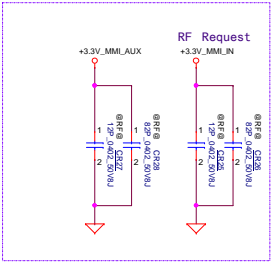 RF Request
+3.3V_MMI_AUX
+3.3V_MMI_IN
@RF@
12P_0402_50V8J
CR27
1
2
@RF@
82P_0402_50V8J
CR28
1
2
@RF@
12P_0402_50V8J
CR25
1
2
@RF@
82P_0402_50V8J
CR26
1
2